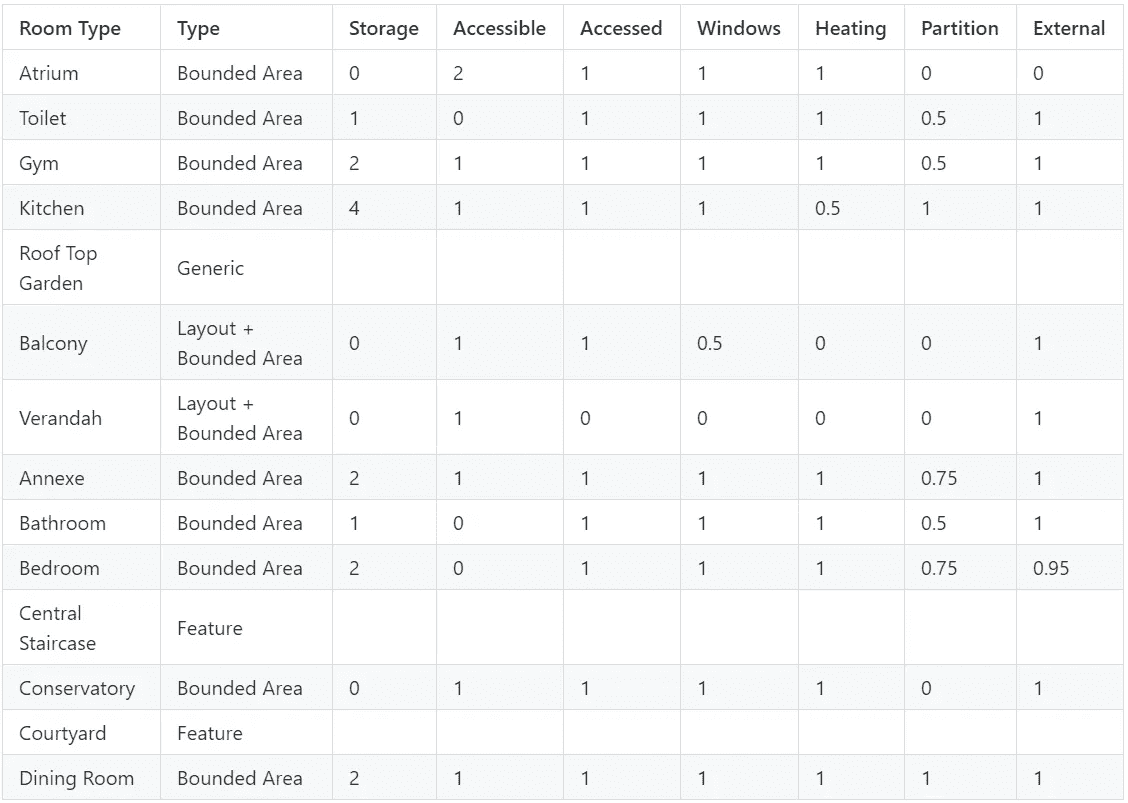 Room Type Type Storage Accessible Accessed Windows Heating Partition External
Atrium Bounded Area 0 2 1 1 1 0 0
Toilet Bounded Area 1 0 1 1 1 0.5 1
Gym Bounded Area 2 1 1 1 1 0.5 1
Kitchen Bounded Area 4 1 1 1 0.5 1 1
Roof Top
Garden
Generic
Balcony
Layout +
Bounded Area
0 1 1 0.5 0 0 1
Verandah
Layout +
Bounded Area
0 1 0 0 0 0 1
Annexe Bounded Area 2 1 1 1 1 0.75 1
Bathroom Bounded Area 1 0 1 1 1 0.5 1
Bedroom Bounded Area 2 0 1 1 1 0.75 0.95
Central
Staircase
Feature
Conservatory Bounded Area 0 1 1 1 1 0 1
Courtyard Feature
Dining Room Bounded Area 2 1 1 1 1 1 1